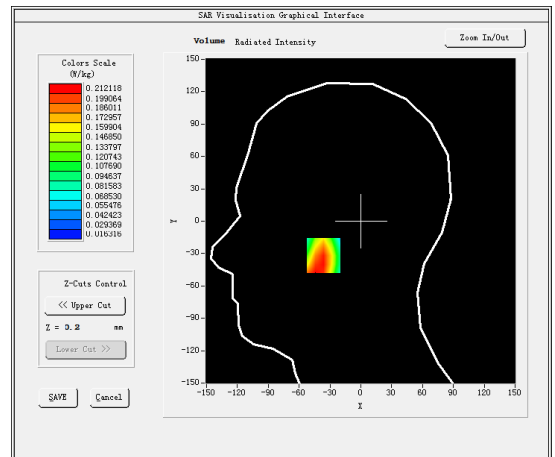 SAR Visualisation Graphical Interface
Volume Radiated Intensity
Zoom In/Out
Colors Scale
(W/kg)
0.212118
0.199064
0.186011
0.172957
0.159904
0.146850
0.133797
0.120743
0.107690
0.094637
0.081583
0.068530
0.055476
0.042423
0.029369
0.016316
Z-Cuts Control
<< Upper Cut
Z = 0.2 mm
Lower Cut >>
SAVE Cancel
150
120
90
60
30
0
-30
-60
-90
-120
-150
Y
-150 -120 -90 -60 -30 0 30 60 90 120 150
X